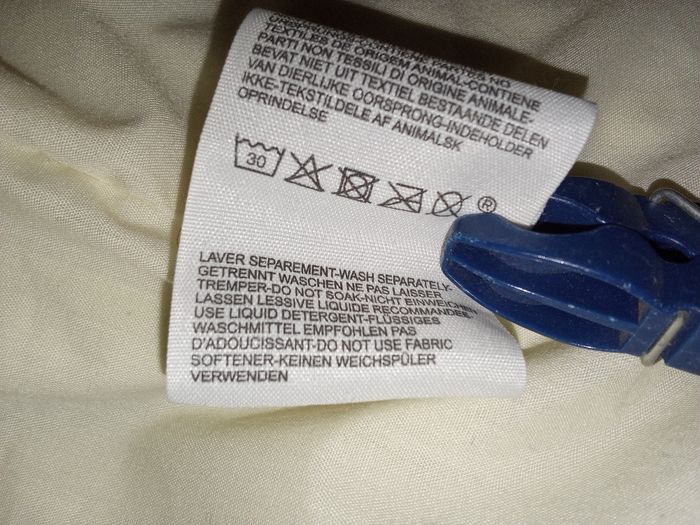 TEXTILES DE ORIGEM ANIMAL-CONTIENE
PARTI NON TESSILI DI ORIGINE ANIMALE-
BEVAT NIET UIT TEXTIEL BESTAANDE DELEN
VAN DIERLIJKE OORSPRONG-INDEHOLDER
IKKE-TEKSTILDELE AF ANIMALSK
OPRINDELSE
30
®
LAVER SEPAREMENT-WASH SEPARATELY-
GETRENNT WASCHEN NE PAS LAISSER
TREMPER-DO NOT SOAK-NICHT EINWEICHEN
LASSEN LESSIVE LIQUIDE RECOMMANDEE
USE LIQUID DETERGENT-FLÜSSIGES
WASCHMITTEL EMPFOHLEN PAS
D'ADOUCISSANT-DO NOT USE FABRIC
SOFTENER-KEINEN WEICHSPÜLER
VERWENDEN